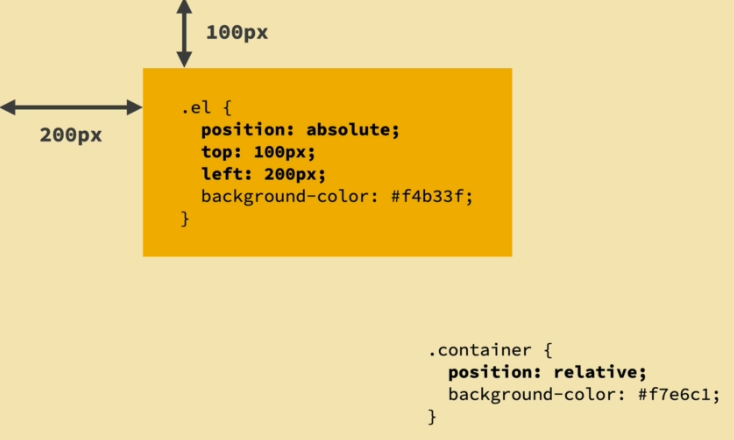 100px
200px
.el {
position: absolute;
top: 100px;
left: 200px;
background-color: #f4b33f;
}
.container {
position: relative;
background-color: #f7e6c1;
}